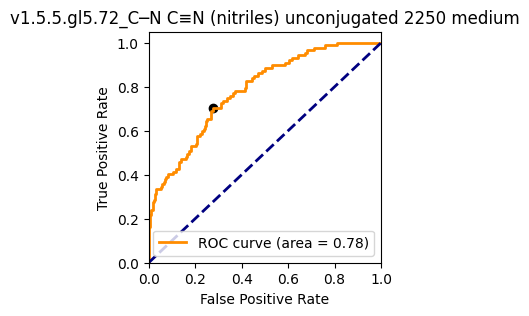 v1.5.5.gl5.72_C─N C≡N (nitriles) unconjugated 2250 medium
True Positive Rate
1.0
0.8
0.6
0.4
0.2
0.0
ROC curve (area = 0.78)
0.0 0.2 0.4 0.6 0.8 1.0
False Positive Rate